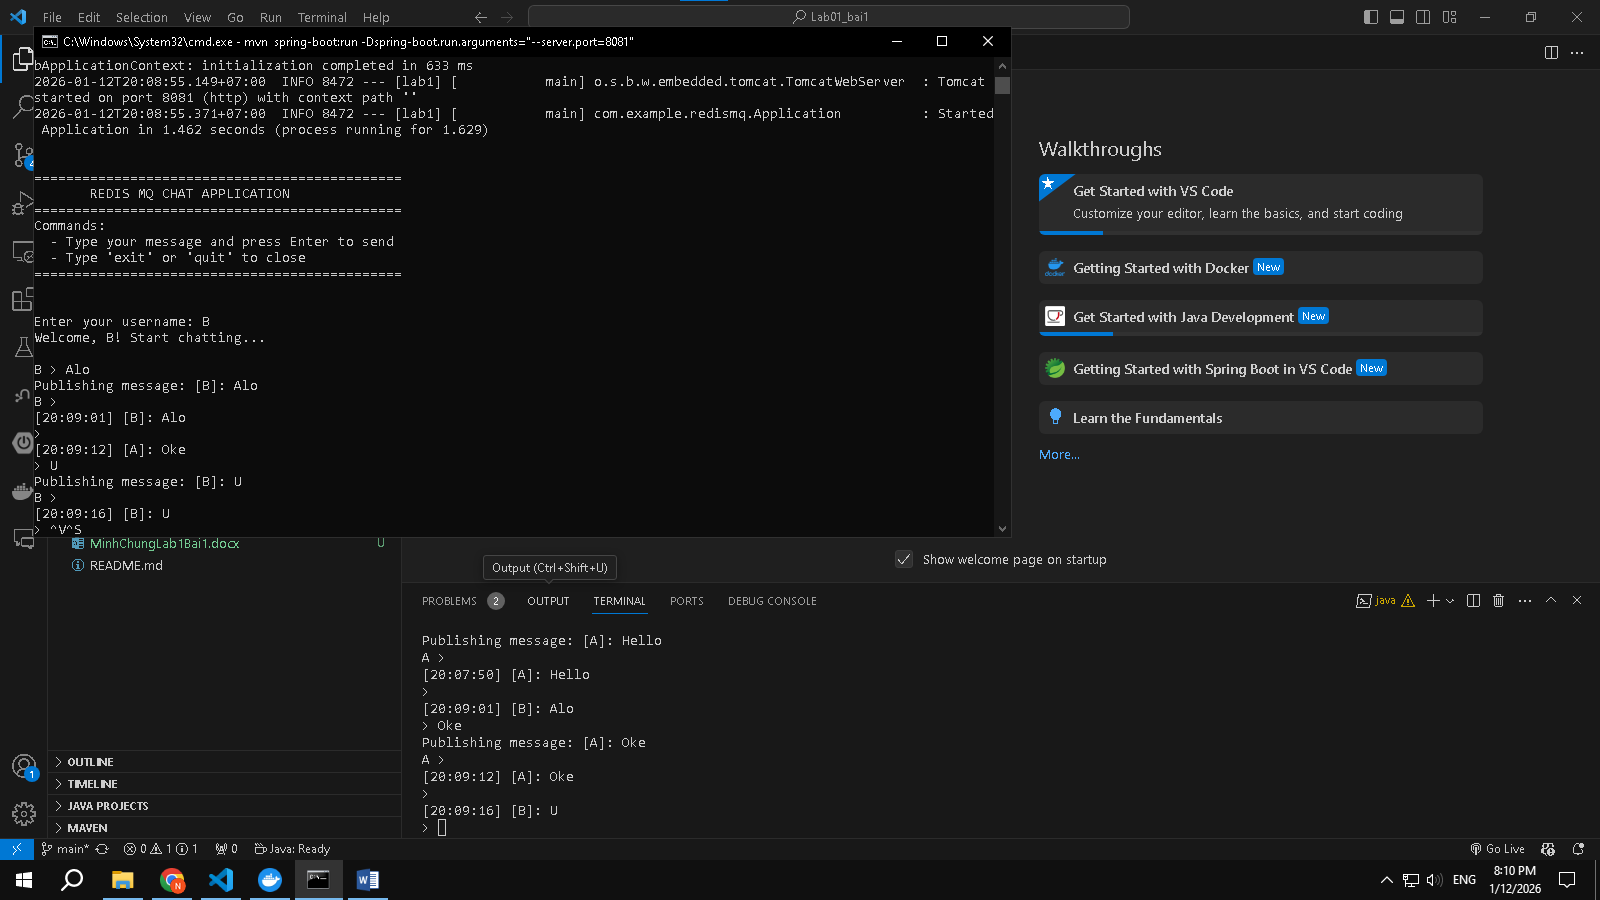 File Edit Selection View Go Run Terminal Help
Lab01_bai1
C:\Windows\System32\cmd.exe - mvn  spring-boot:run -Dspring-boot.run.arguments="--server.port=8081"
bApplicationContext: initialization completed in 633 ms
2026-01-12T20:08:55.149+07:00  INFO 8472 --- [lab1] [           main] o.s.b.w.embedded.tomcat.TomcatWebServer  : Tomcat
started on port 8081 (http) with context path ''
2026-01-12T20:08:55.371+07:00  INFO 8472 --- [lab1] [           main] com.example.redismq.Application          : Started
Application in 1.462 seconds (process running for 1.629)
==============================================
REDIS MQ CHAT APPLICATION
==============================================
Commands:
- Type your message and press Enter to send
- Type 'exit' or 'quit' to close
==============================================
Enter your username: B
Welcome, B! Start chatting...
B > Alo
Publishing message: [B]: Alo
B >
[20:09:01] [B]: Alo
>
[20:09:12] [A]: Oke
> U
Publishing message: [B]: U
B >
[20:09:16] [B]: U
> ^V^S
Walkthroughs
Get Started with VS Code
Customize your editor, learn the basics, and start coding
Getting Started with Docker New
Get Started with Java Development New
Getting Started with Spring Boot in VS Code New
Learn the Fundamentals
More...
Show welcome page on startup
MinhChungLab1Bai1.docx U
README.md
Output (Ctrl+Shift+U)
PROBLEMS 2 OUTPUT TERMINAL PORTS DEBUG CONSOLE
java
Publishing message: [A]: Hello
A >
[20:07:50] [A]: Hello
>
[20:09:01] [B]: Alo
> Oke
Publishing message: [A]: Oke
A >
[20:09:12] [A]: Oke
>
[20:09:16] [B]: U
>
1
OUTLINE
TIMELINE
JAVA PROJECTS
MAVEN
main* 0 1 1 0 Java: Ready Go Live
ENG
8:10 PM
1/12/2026